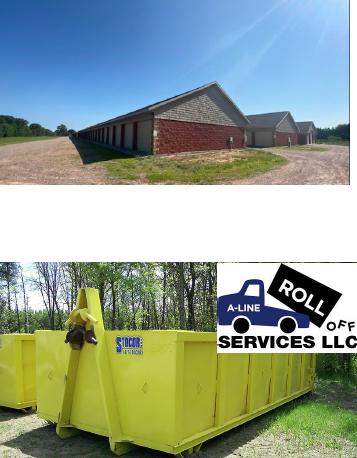 A-LINE
ROLL
OFF
SERVICES LLC
STOCOR